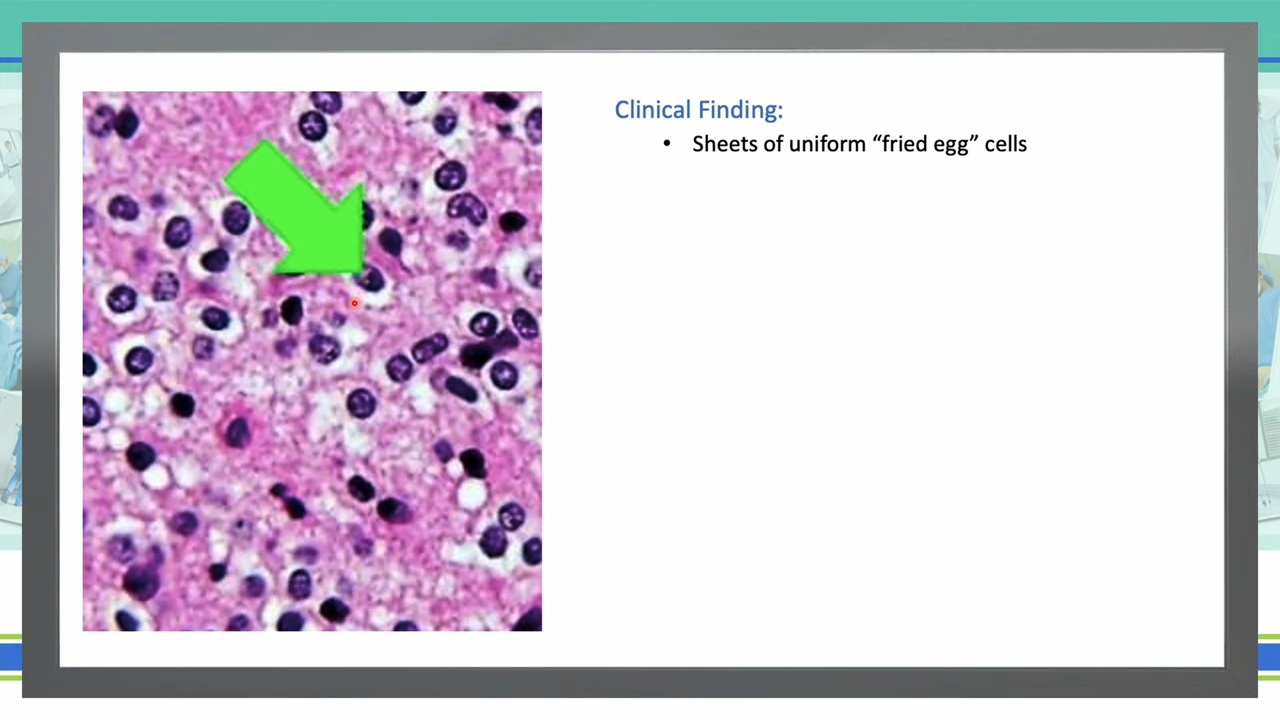 Clinical Finding:
• Sheets of uniform “fried egg” cells